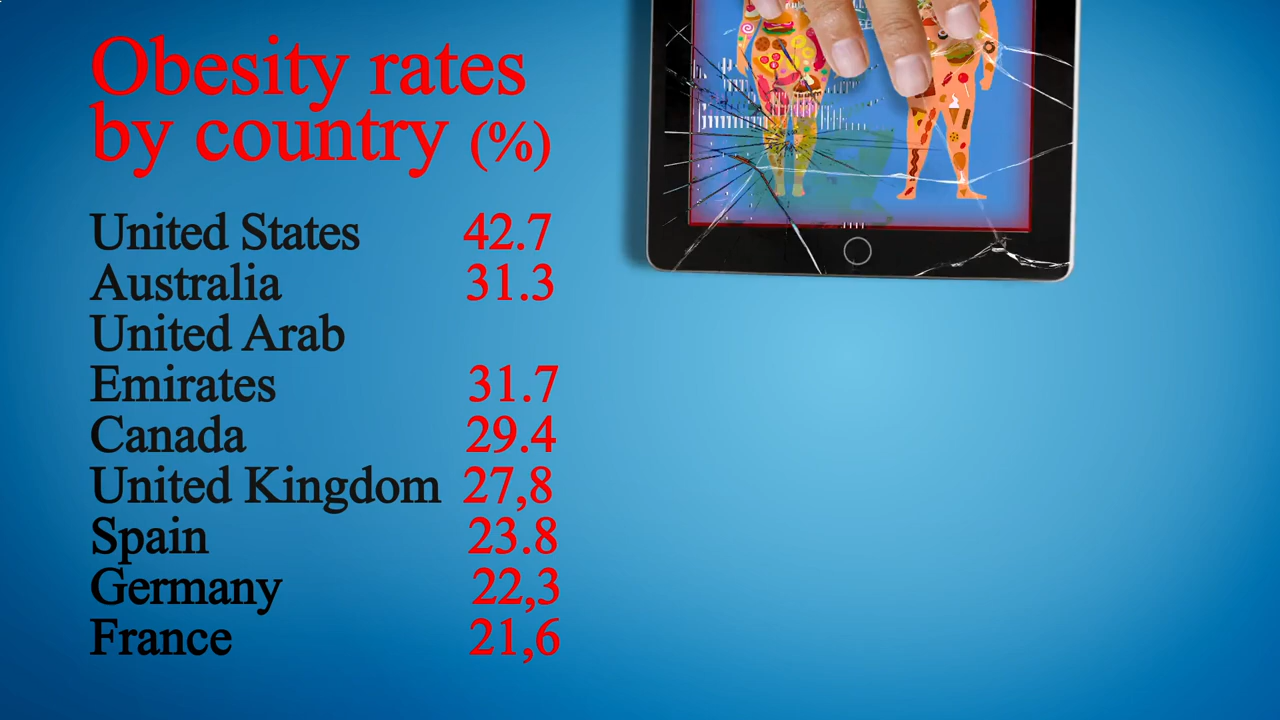 Obesity rates
by country (%)
United States 42.7
Australia 31.3
United Arab
Emirates 31.7
Canada 29.4
United Kingdom 27,8
Spain 23.8
Germany 22,3
France 21,6